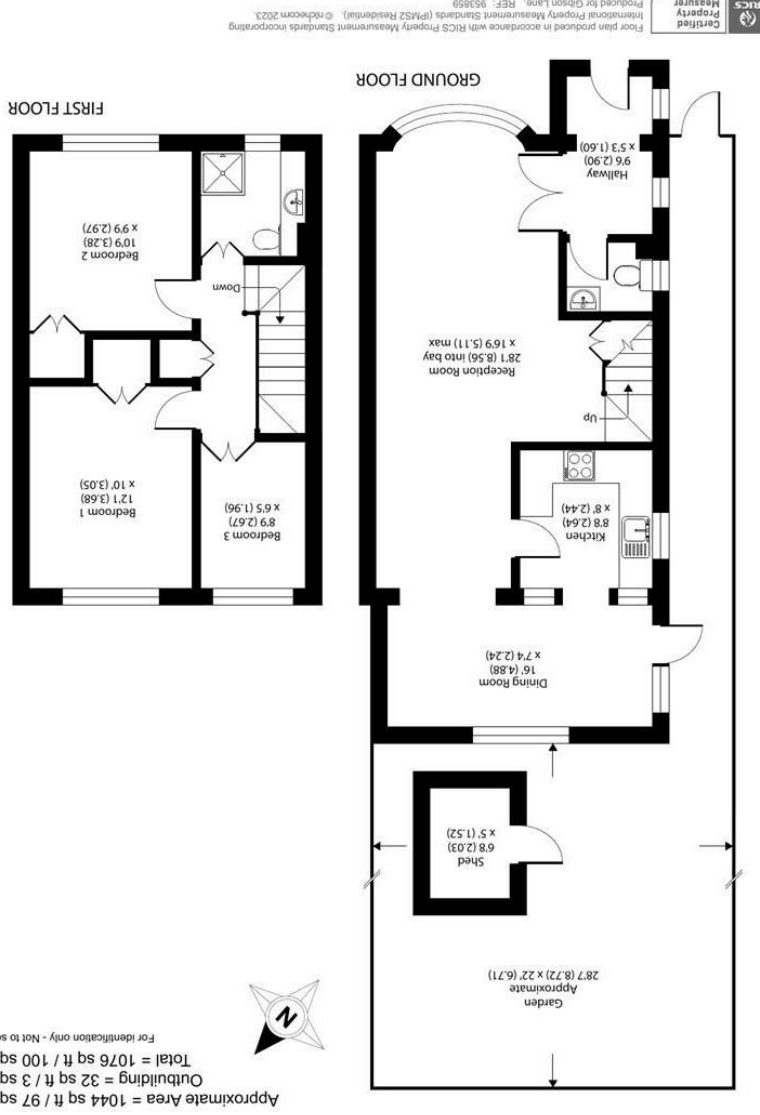 Approximate Area = 1044 sq ft / 97 sq
Outbuilding = 32 sq ft / 3 sq
Total = 1076 sq ft / 100 sq
For identification only - Not to sc
N
Garden
Approximate
28'7 (8.72) x 22' (6.71)
Shed
6'8 (2.03)
x 5' (1.52)
Dining Room
16' (4.88)
x 7'4 (2.24)
Kitchen
8'8 (2.64)
x 8' (2.44)
Up
Reception Room
28'1 (8.56) into bay
x 16'9 (5.11) max
Hallway
9'6 (2.90)
x 5'3 (1.60)
GROUND FLOOR
Bedroom 3
8'9 (2.67)
x 6'5 (1.96)
Bedroom 1
12'1 (3.68)
x 10' (3.05)
Down
Bedroom 2
10'9 (3.28)
x 9'9 (2.97)
FIRST FLOOR
RICS
Certified
Property
Measurer
Floor plan produced in accordance with RICS Property Measurement Standards incorporating
International Property Measurement Standards (IPMS2 Residential). © nichecom 2023.
Produced for Gibson Lane. REF: 953859